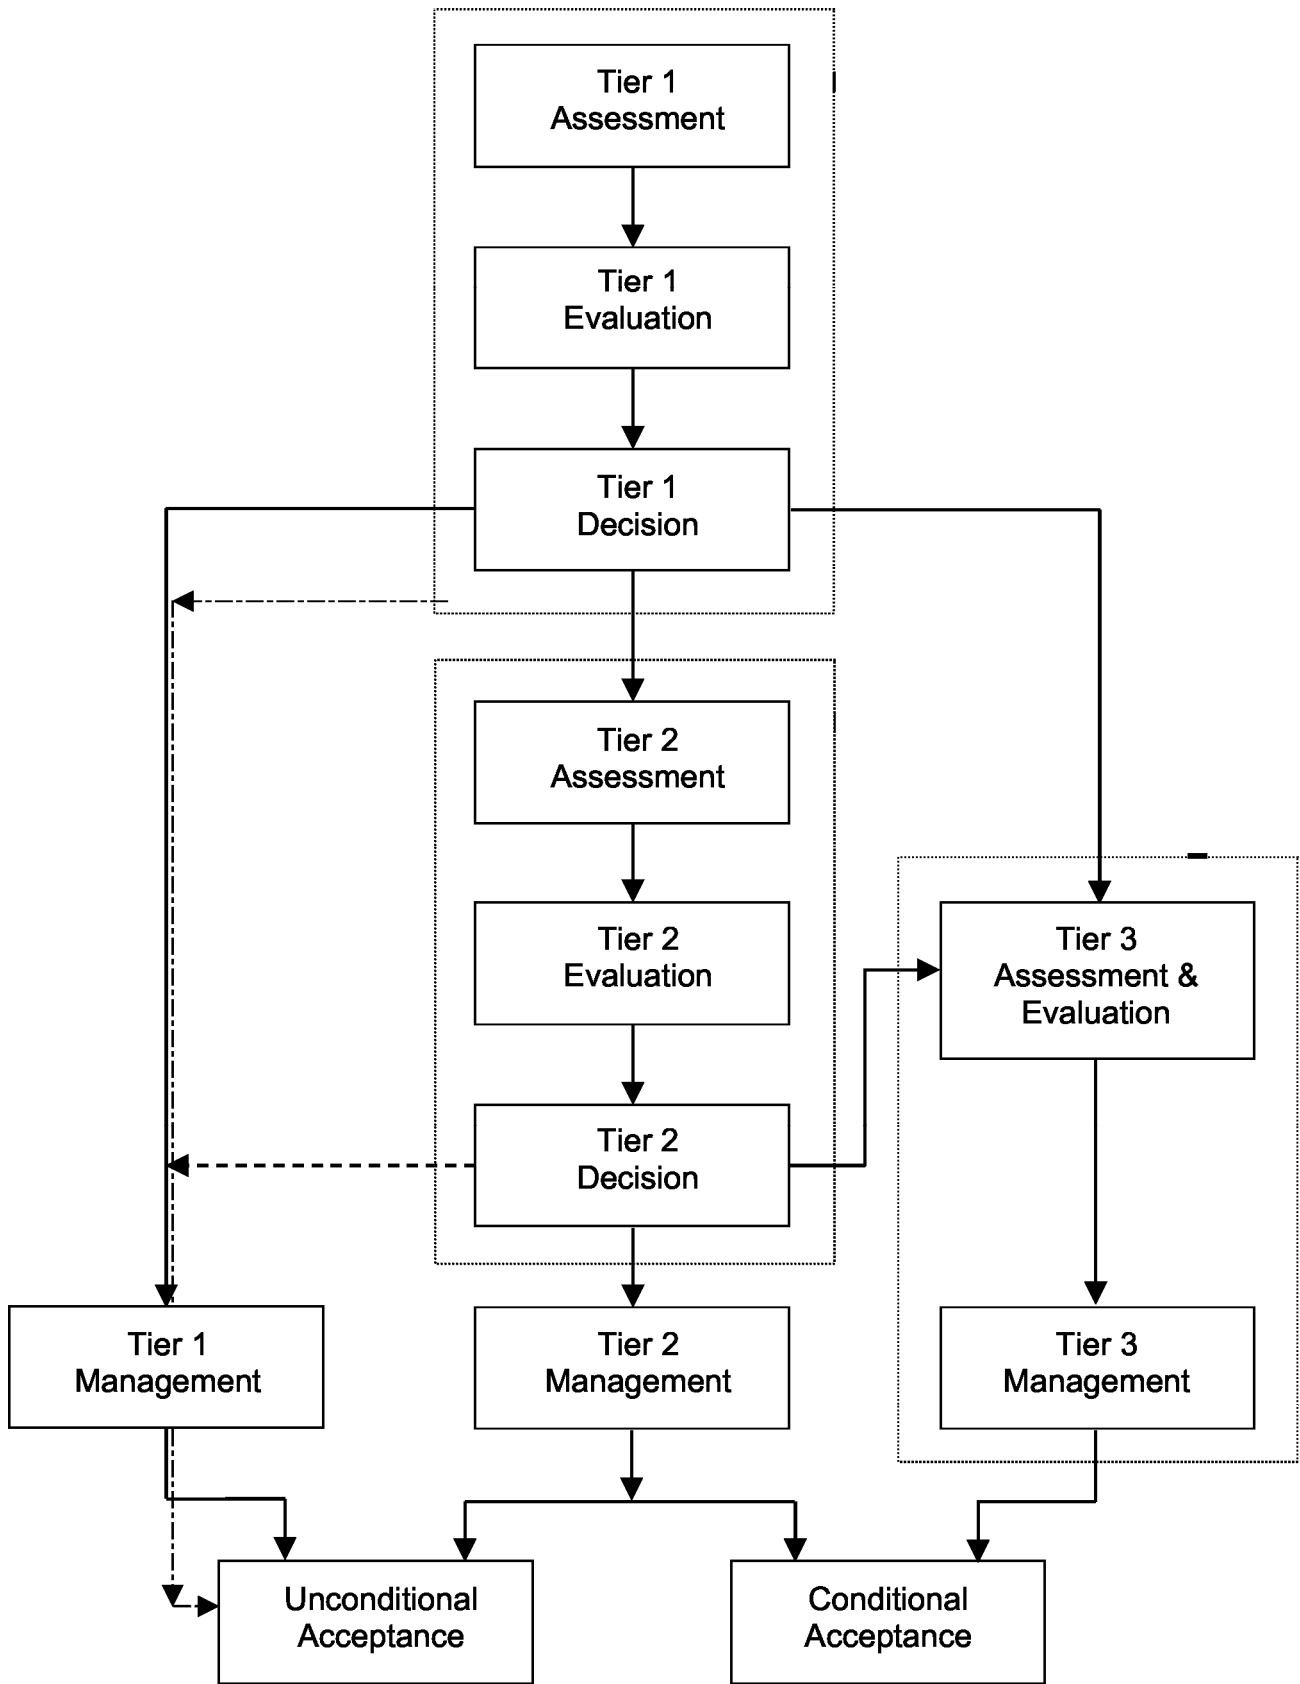 Tier 1
Assessment
Tier 1
Evaluation
Tier 1
Decision
Tier 2
Assessment
Tier 2
Evaluation
Tier 3
Assessment &
Evaluation
Tier 2
Decision
Tier 1
Management
Tier 2
Management
Tier 3
Management
Unconditional
Acceptance
Conditional
Acceptance